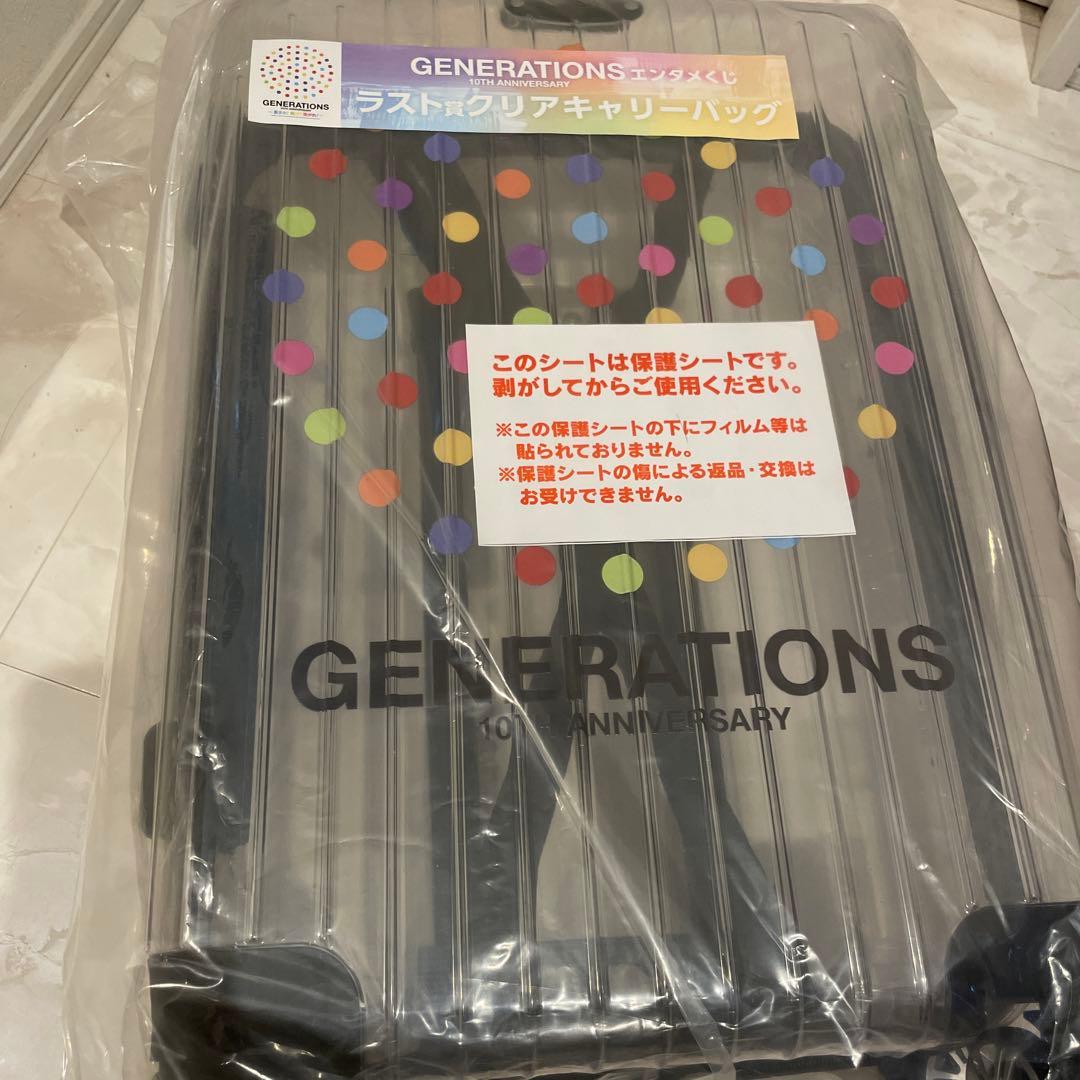 GENERATIONS
GENERATIONS エンタメくじ
10TH ANNIVERSARY
ラスト賞クリアキャリーバッグ
このシートは保護シートです。
剥がしてからご使用ください。
※この保護シートの下にフィルム等は
貼られておりません。
※保護シートの傷による返品・交換は
お受けできません。
GENERATIONS
10TH ANNIVERSARY